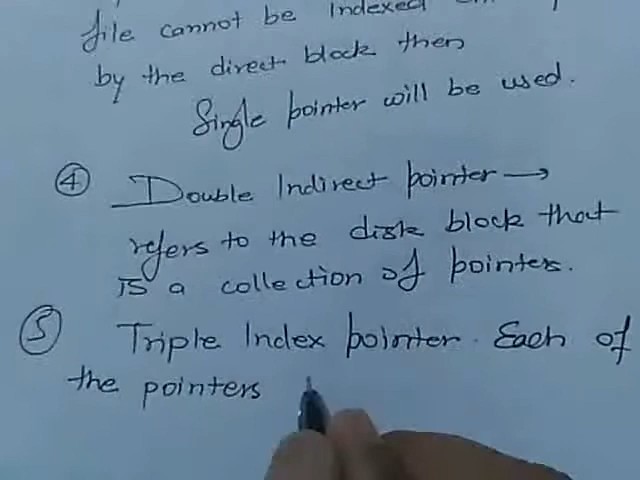 file cannot be Indexed
by the direct block then
Single pointer will be used.
④ Double Indirect pointer →
refers to the disk block that
is a collection of pointers.
⑤ Triple Index pointer. Each of
the pointers